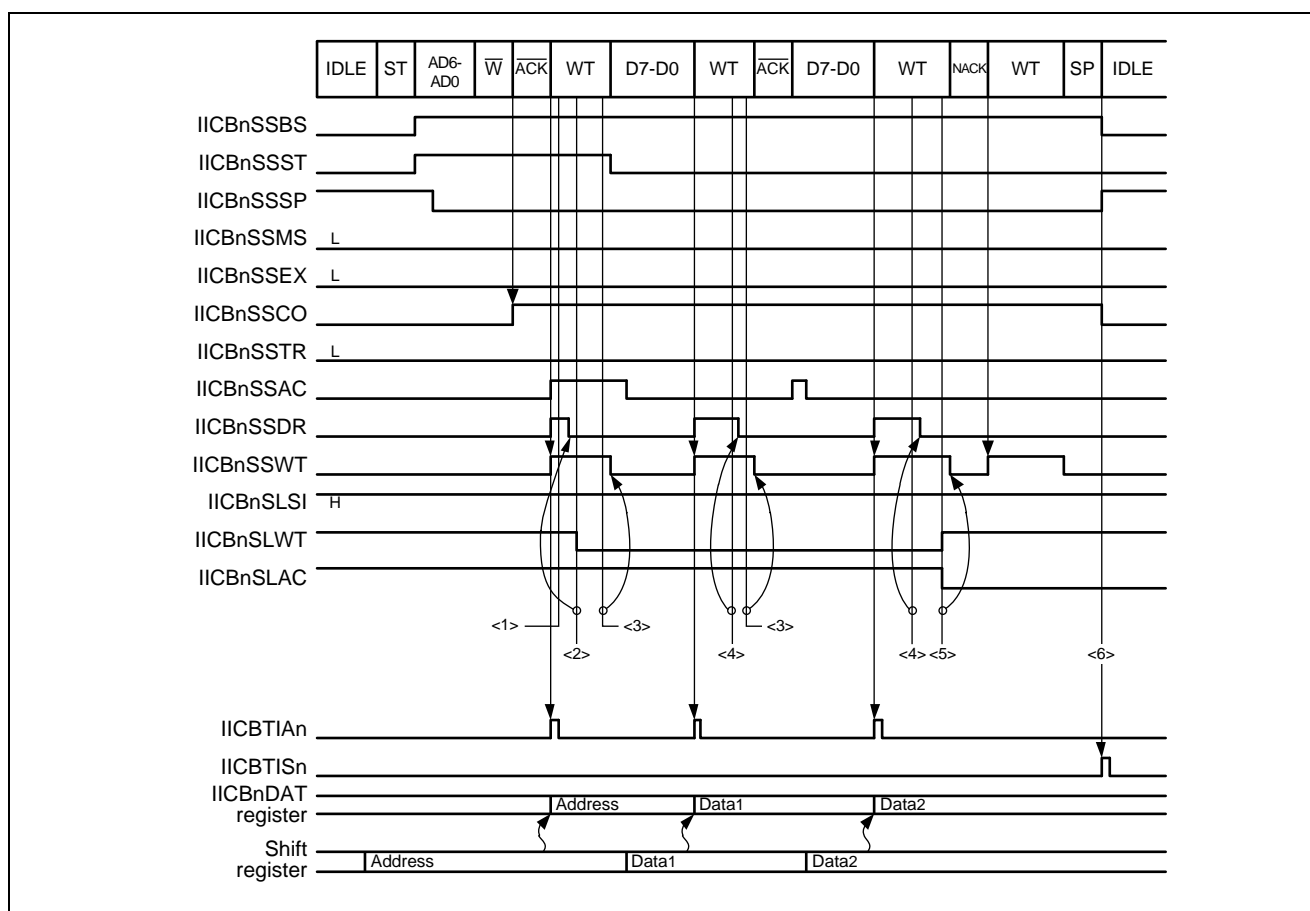 IDLE ST AD6-AD0 W ACK WT D7-D0 WT ACK D7-D0 WT NACK WT SP IDLE
IICBnSSBS
IICBnSSST
IICBnSSSP
IICBnSSMS L
IICBnSSEX L
IICBnSSCO
IICBnSSTR L
IICBnSSAC
IICBnSSDR
IICBnSSWT
IICBnSLSI H
IICBnSLWT
IICBnSLAC
<1> <3> <3>
<2> <4> <4> <5> <6>
IICBTIAn
IICBTISn
IICBnDAT register Address Data1 Data2
Shift register Address Data1 Data2